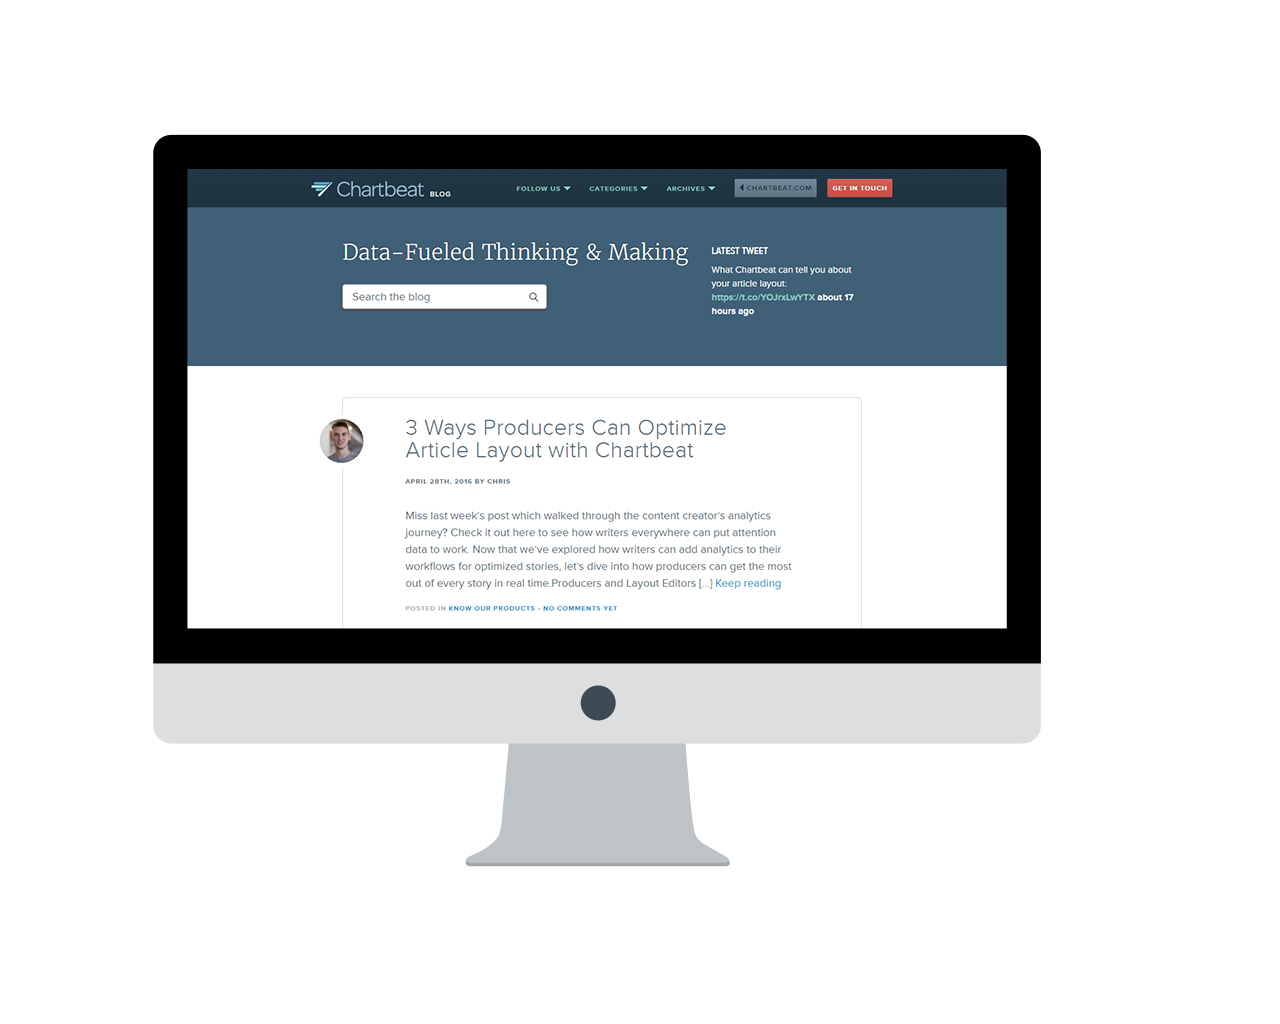 Chartbeat BLOG
FOLLOW US
CATEGORIES
ARCHIVES
CHARTBEAT.COM
GET IN TOUCH
Data-Fueled Thinking & Making
Search the blog
LATEST TWEET
What Chartbeat can tell you about
your article layout:
https://t.co/YOJrxLwYTX about 17
hours ago
3 Ways Producers Can Optimize
Article Layout with Chartbeat
APRIL 28TH, 2016 BY CHRIS
Miss last week's post which walked through the content creator's analytics
journey? Check it out here to see how writers everywhere can put attention
data to work. Now that we've explored how writers can add analytics to their
workflows for optimized stories, let's dive into how producers can get the most
out of every story in real time.Producers and Layout Editors [...] Keep reading
POSTED IN KNOW OUR PRODUCTS - NO COMMENTS YET